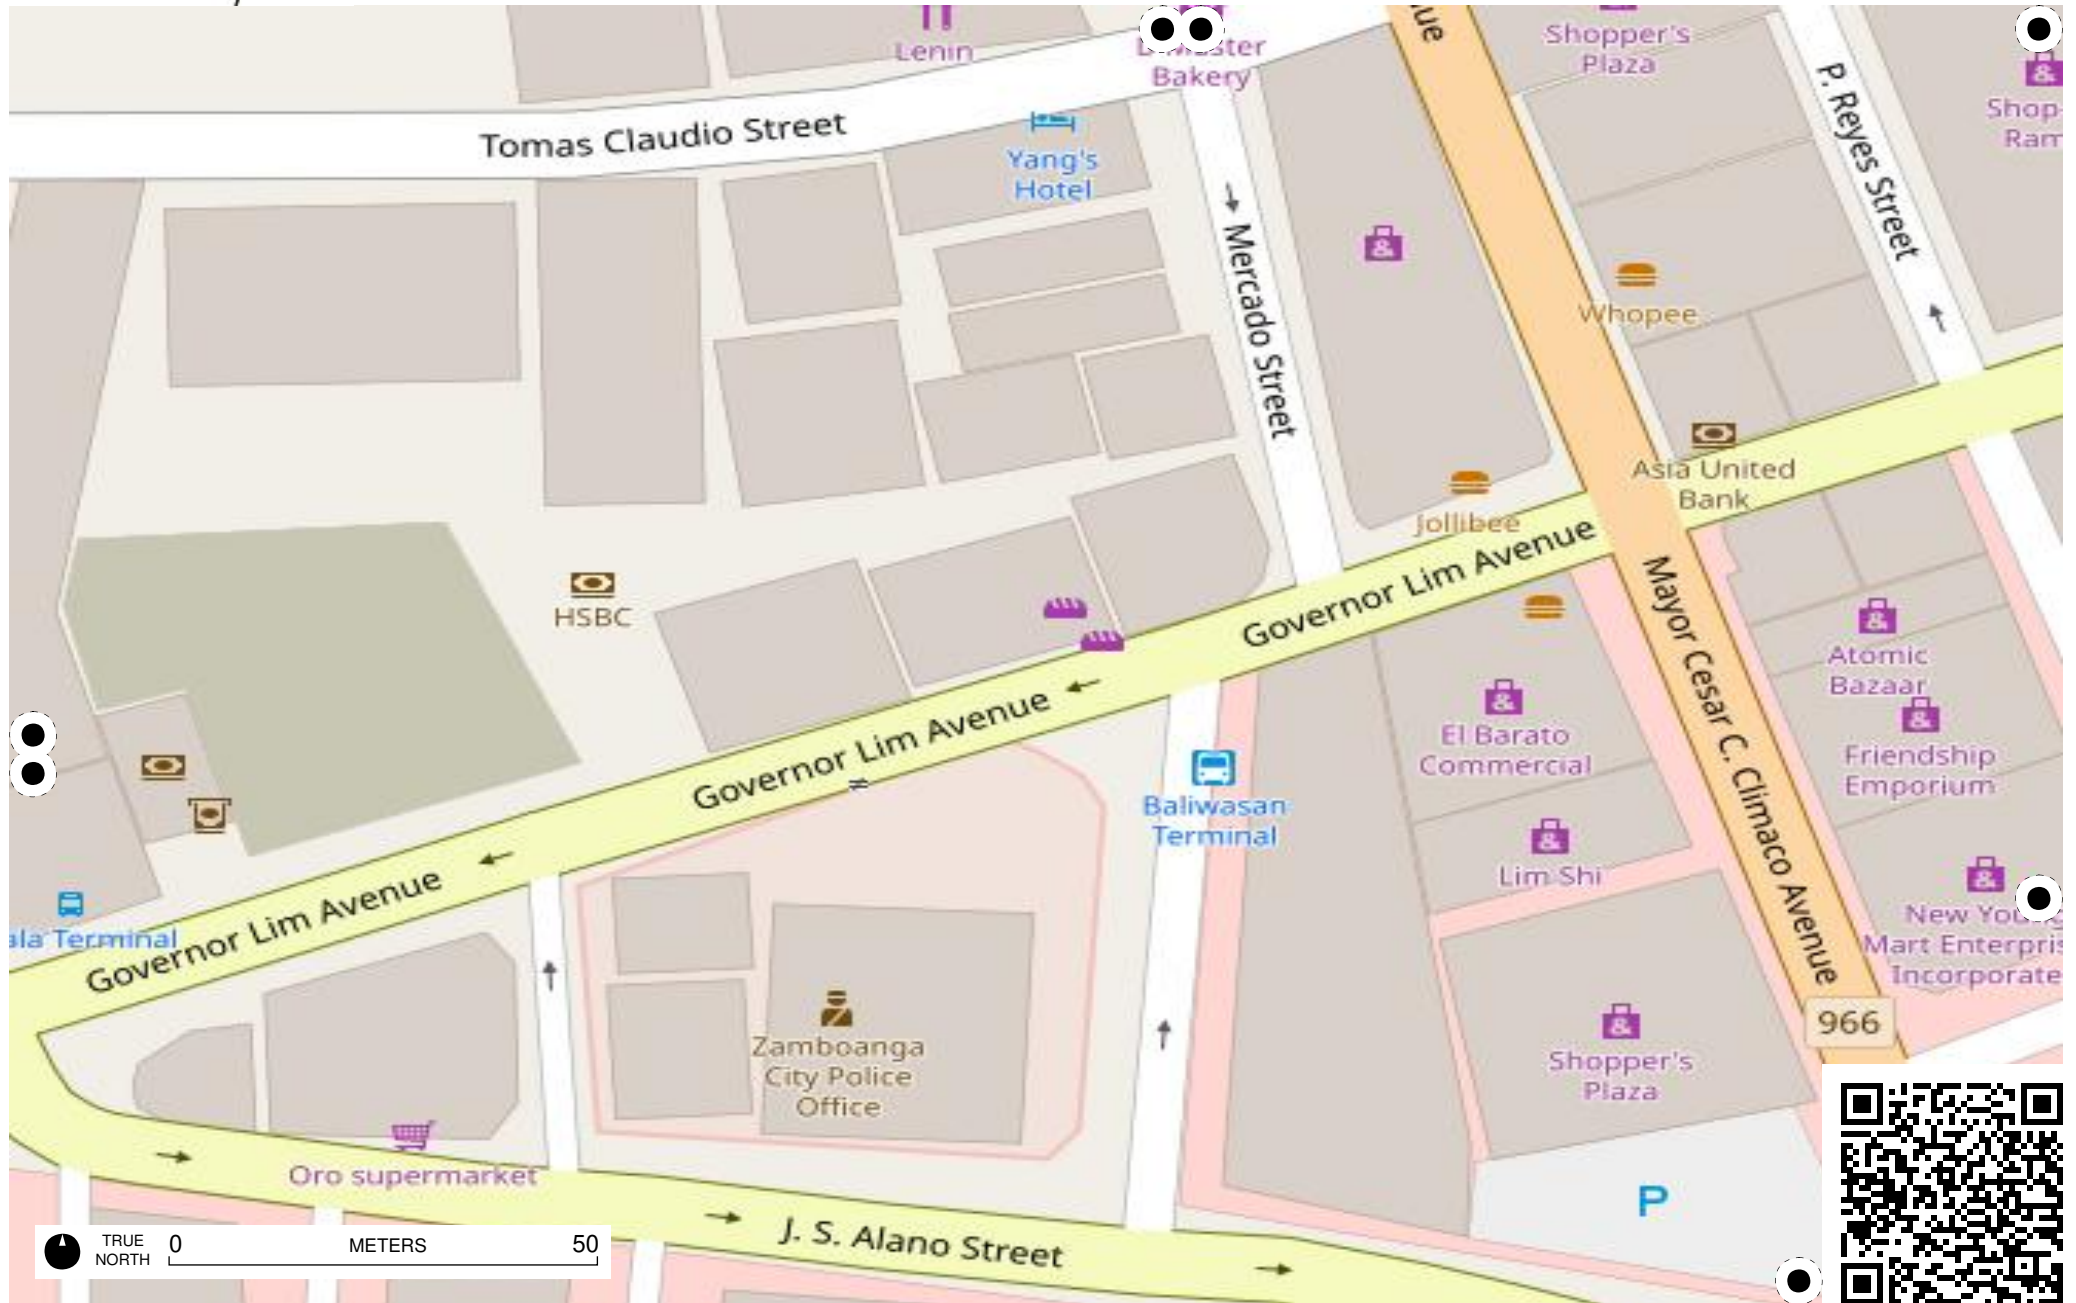 Lenin
Bakery
Shopper's
Plaza
P. Reyes Street
Tomas Claudio Street
Yang's
Hotel
Mercado Street
Whopee
Asia United
Bank
Jollibee
Governor Lim Avenue
HSBC
Mayor Cesar C. Climaco Avenue
Atomic
Bazaar
El Barato
Commercial
Friendship
Emporium
Governor Lim Avenue
Baliwasan
Terminal
Lim Shi
Governor Lim Avenue
Terminal
New
Mart
Zamboanga
City Police
Office
966
Shopper's
Plaza
Oro supermarket
P
J. S. Alano Street
TRUE
NORTH
0 METERS 50